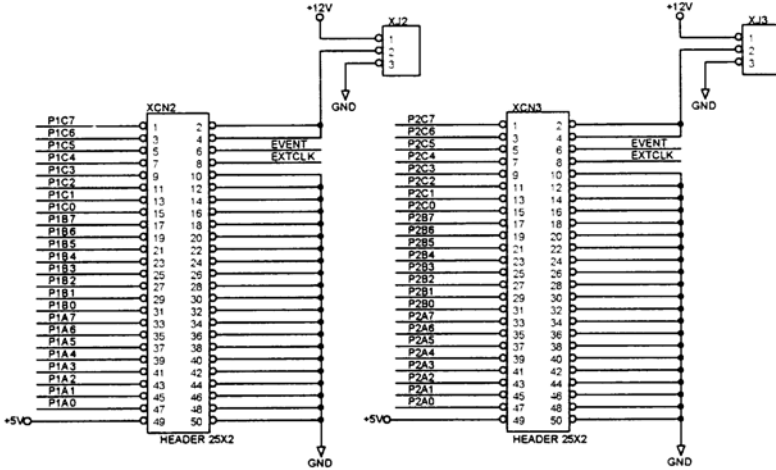 +12V
XJ2
1
2
3
GND
XCN2
P1C7 1 2
P1C6 3 4
P1C5 5 6 EVENT
P1C4 7 8 EXTCLK
P1C3 9 10
P1C2 11 12
P1C1 13 14
P1C0 15 16
P1B7 17 18
P1B6 19 20
P1B5 21 22
P1B4 23 24
P1B3 25 26
P1B2 27 28
P1B1 29 30
P1B0 31 32
P1A7 33 34
P1A6 35 36
P1A5 37 38
P1A4 39 40
P1A3 41 42
P1A2 43 44
P1A1 45 46
P1A0 47 48
+5V 49 50
HEADER 25X2
GND
+12V
XJ3
1
2
3
GND
XCN3
P2C7 1 2
P2C6 3 4
P2C5 5 6 EVENT
P2C4 7 8 EXTCLK
P2C3 9 10
P2C2 11 12
P2C1 13 14
P2C0 15 16
P2B7 17 18
P2B6 19 20
P2B5 21 22
P2B4 23 24
P2B3 25 26
P2B2 27 28
P2B1 29 30
P2B0 31 32
P2A7 33 34
P2A6 35 36
P2A5 37 38
P2A4 39 40
P2A3 41 42
P2A2 43 44
P2A1 45 46
P2A0 47 48
+5V 49 50
HEADER 25X2
GND